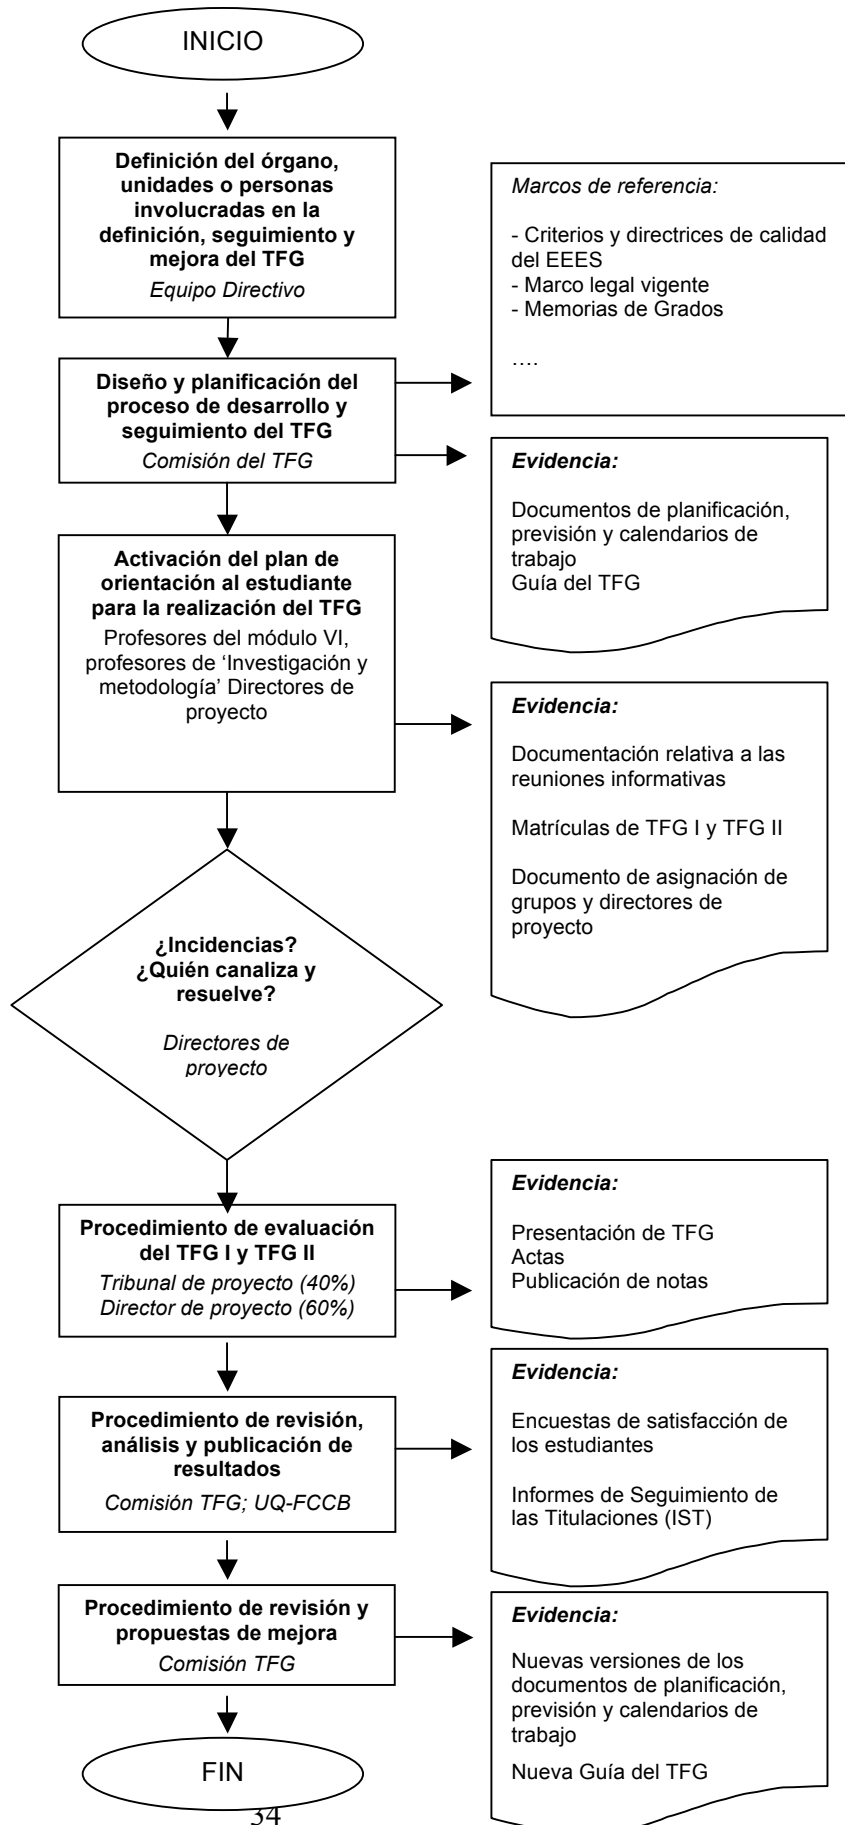 INICIO
Definición del órgano,
unidades o personas
involucradas en la
definición, seguimiento y
mejora del TFG
Equipo Directivo
Marcos de referencia:
- Criterios y directrices de calidad
del EEES
- Marco legal vigente
- Memorias de Grados
….
Diseño y planificación del
proceso de desarrollo y
seguimiento del TFG
Comisión del TFG
Evidencia:
Documentos de planificación,
previsión y calendarios de
trabajo
Guía del TFG
Activación del plan de
orientación al estudiante
para la realización del TFG
Profesores del módulo VI,
profesores de ‘Investigación y
metodología’ Directores de
proyecto
Evidencia:
Documentación relativa a las
reuniones informativas
Matrículas de TFG I y TFG II
Documento de asignación de
grupos y directores de
proyecto
¿Incidencias?
¿Quién canaliza y
resuelve?
Directores de
proyecto
Procedimiento de evaluación
del TFG I y TFG II
Tribunal de proyecto (40%)
Director de proyecto (60%)
Evidencia:
Presentación de TFG
Actas
Publicación de notas
Procedimiento de revisión,
análisis y publicación de
resultados
Comisión TFG; UQ-FCCB
Evidencia:
Encuestas de satisfacción de
los estudiantes
Informes de Seguimiento de
las Titulaciones (IST)
Procedimiento de revisión y
propuestas de mejora
Comisión TFG
Evidencia:
Nuevas versiones de los
documentos de planificación,
previsión y calendarios de
trabajo
Nueva Guía del TFG
FIN
34